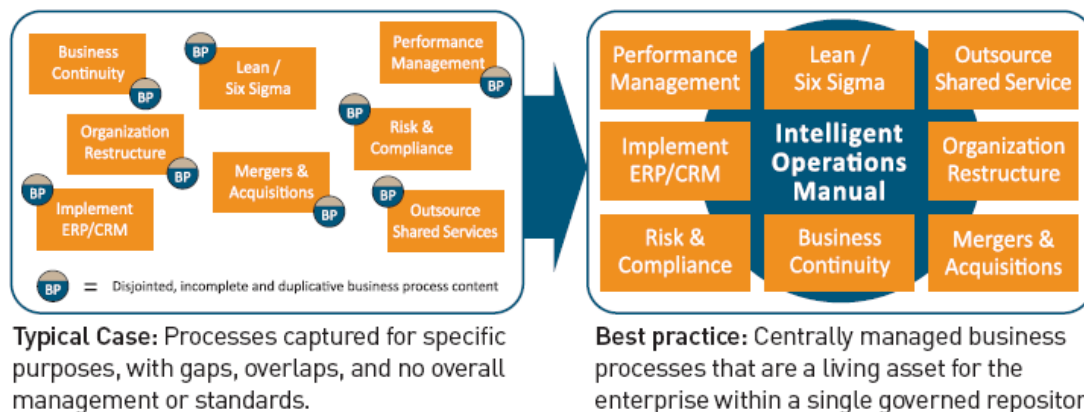 Business
Continuity
BP
BP
Lean /
Six Sigma
Performance
Management
BP
Organization
Restructure
BP
Mergers &
Acquisitions
BP
BP
Risk &
Compliance
BP
Implement
ERP/CRM
BP
Outsource
Shared Services
BP = Disjointed, incomplete and duplicative business process content
Typical Case: Processes captured for specific
purposes, with gaps, overlaps, and no overall
management or standards.
Performance
Management
Lean /
Six Sigma
Outsource
Shared Service
Implement
ERP/CRM
Intelligent
Operations
Manual
Organization
Restructure
Risk &
Compliance
Business
Continuity
Mergers &
Acquisitions
Best practice: Centrally managed business
processes that are a living asset for the
enterprise within a single governed repositor